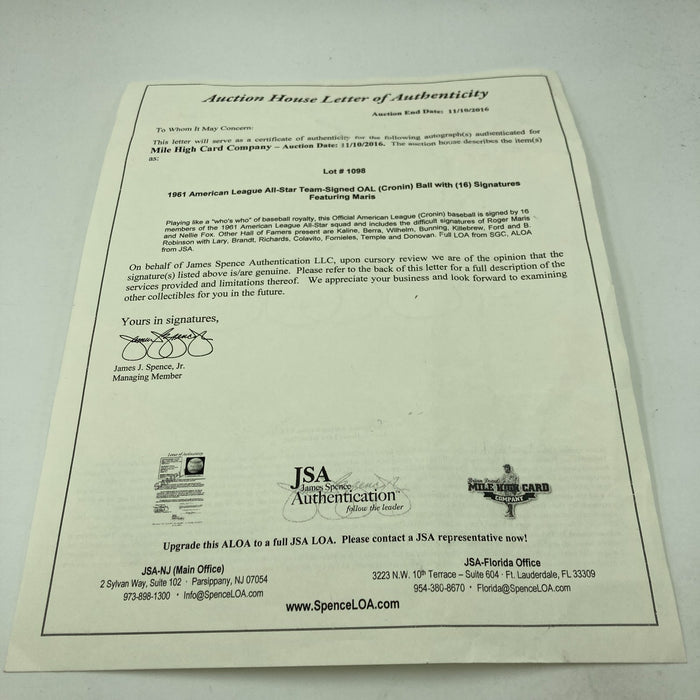 Auction House Letter of Authenticity
Auction End Date: 11/10/2016
To Whom It May Concern:
This letter will serve as a certificate of authenticity for the following autograph(s) authenticated for
Mile High Card Company – Auction Date: 11/10/2016. The auction house describes the item(s)
as:
Lot # 1098
1961 American League All-Star Team-Signed OAL (Cronin) Ball with (16) Signatures
Featuring Maris
Playing like a "who's who" of baseball royalty, this Official American League (Cronin) baseball is signed by 16
members of the 1961 American League All-Star squad and includes the difficult signatures of Roger Maris
and Nellie Fox. Other Hall of Famers present are Kaline, Berra, Wilhelm, Bunning, Killebrew, Ford and B.
Robinson with Lary, Brandt, Richards, Colavito, Fornieles, Temple and Donovan. Full LOA from SGC, ALOA
from JSA.
On behalf of James Spence Authentication LLC, upon cursory review we are of the opinion that the
signature(s) listed above is/are genuine. Please refer to the back of this letter for a full description of the
services provided and limitations thereof. We appreciate your business and look forward to examining
other collectibles for you in the future.
Yours in signatures,
James J. Spence, Jr.
Managing Member
Letter of Authenticity
JSA
James Spence
Authentication™
follow the leader
MILE HIGH CARD
COMPANY
Upgrade this ALOA to a full JSA LOA. Please contact a JSA representative now!
JSA-NJ (Main Office)
2 Sylvan Way, Suite 102 · Parsippany, NJ 07054
973-898-1300 · Info@SpenceLOA.com
JSA-Florida Office
3223 N.W. 10th Terrace – Suite 604 · Ft. Lauderdale, FL 33309
954-380-8670 · Florida@SpenceLOA.com
www.SpenceLOA.com